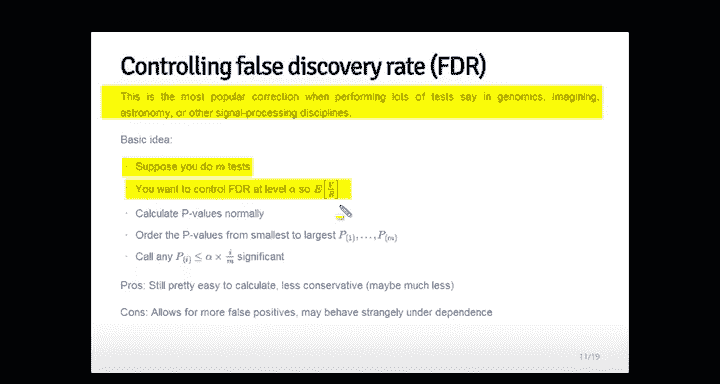 Controlling false discovery rate (FDR)
This is the most popular correction when performing lots of tests say in genomics, imagining,
astronomy, or other signal-processing disciplines.
Basic idea:
· Suppose you do m tests
· You want to control FDR at level α so E[V/R]
· Calculate P-values normally
· Order the P-values from smallest to largest P(1), . . . , P(m)
· Call any P(i) ≤ α × i/m significant
Pros: Still pretty easy to calculate, less conservative (maybe much less)
Cons: Allows for more false positives, may behave strangely under dependence
11/19